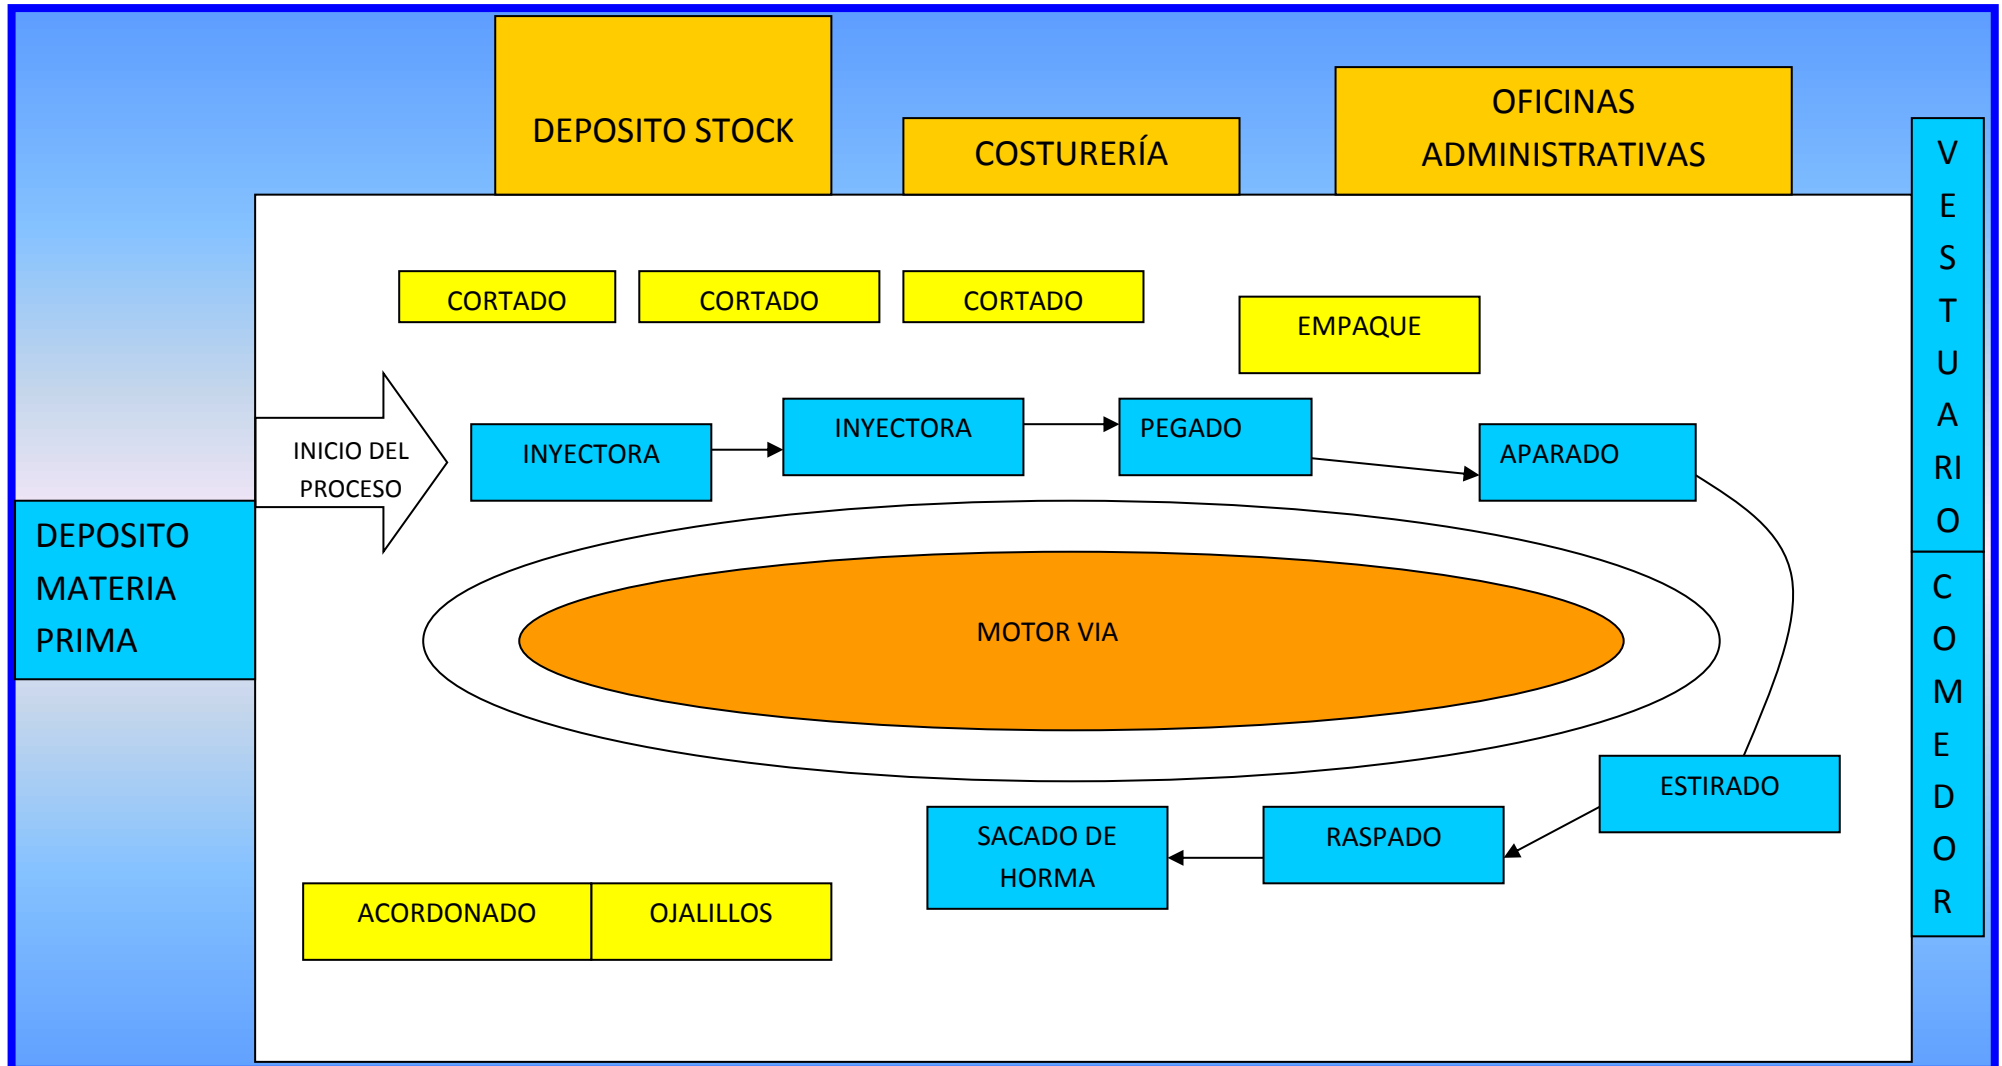 DEPOSITO STOCK
COSTURERÍA
OFICINAS
ADMINISTRATIVAS
V
E
S
T
U
A
RI
O
CORTADO
CORTADO
CORTADO
EMPAQUE
INICIO DEL
PROCESO
INYECTORA
INYECTORA
PEGADO
APARADO
DEPOSITO
MATERIA
PRIMA
MOTOR VIA
C
O
M
E
D
O
R
ESTIRADO
RASPADO
SACADO DE
HORMA
ACORDONADO
OJALILLOS